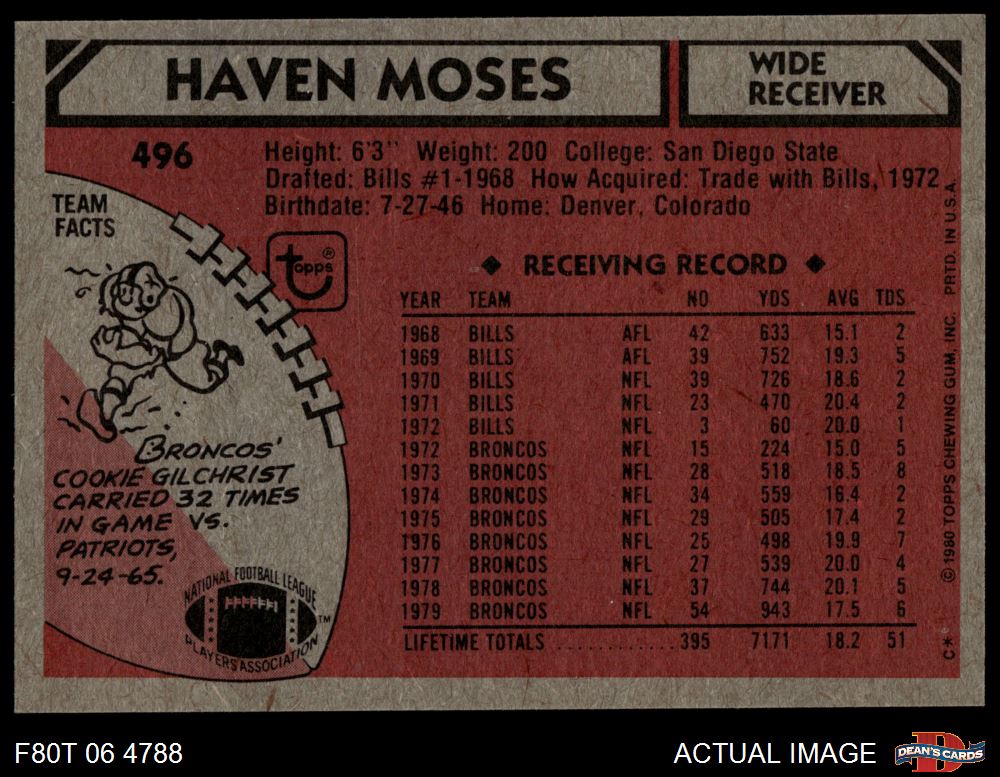 HAVEN MOSES
WIDE
RECEIVER
496
Height: 6'3" Weight: 200 College: San Diego State
Drafted: Bills #1-1968 How Acquired: Trade with Bills, 1972
Birthdate: 7-27-46 Home: Denver, Colorado
TEAM
FACTS
topps®
◆ RECEIVING RECORD ◆
YEAR TEAM NO YDS AVG TDS
1968 BILLS AFL 42 633 15.1 2
1969 BILLS AFL 39 752 19.3 5
1970 BILLS NFL 39 726 18.6 2
1971 BILLS NFL 23 470 20.4 2
1972 BILLS NFL 3 60 20.0 1
1972 BRONCOS NFL 15 224 15.0 5
1973 BRONCOS NFL 28 518 18.5 8
1974 BRONCOS NFL 34 559 16.4 2
1975 BRONCOS NFL 29 505 17.4 2
1976 BRONCOS NFL 25 498 19.9 7
1977 BRONCOS NFL 27 539 20.0 4
1978 BRONCOS NFL 37 744 20.1 5
1979 BRONCOS NFL 54 943 17.5 6
LIFETIME TOTALS ............ 395 7171 18.2 51
BRONCOS'
COOKIE GILCHRIST
CARRIED 32 TIMES
IN GAME VS.
PATRIOTS,
9-24-65.
NATIONAL FOOTBALL LEAGUE
PLAYERS ASSOCIATION™
C* © 1980 TOPPS CHEWING GUM, INC. PRTD. IN U.S.A.
F80T 06 4788
ACTUAL IMAGE
D
DEAN'S CARDS